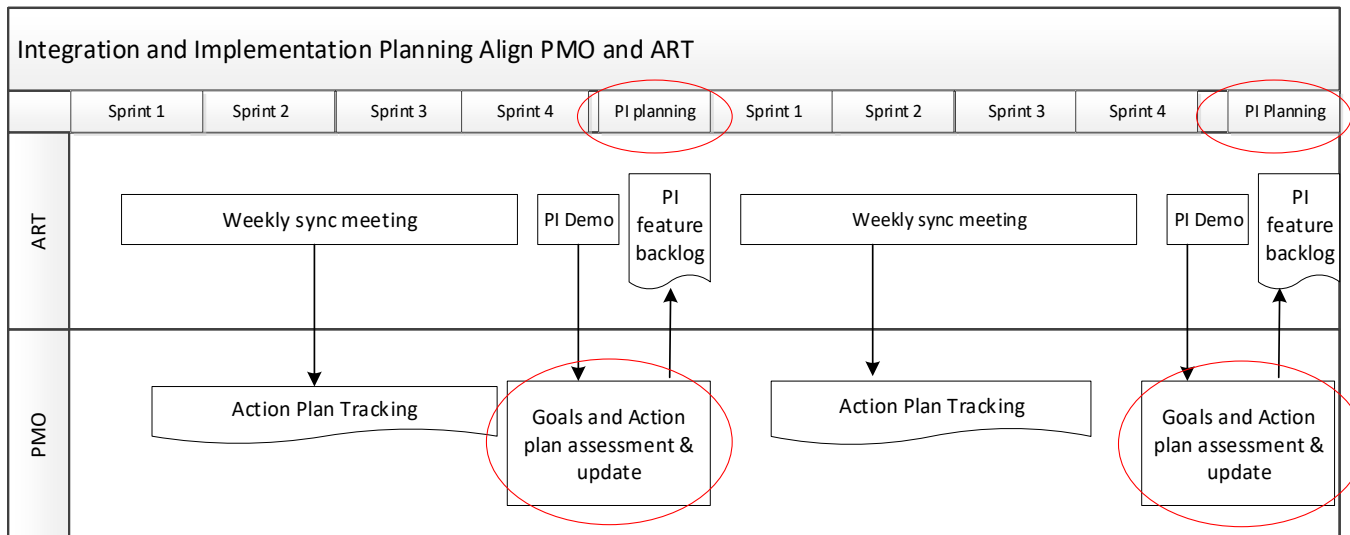 Integration and Implementation Planning Align PMO and ART
Sprint 1 Sprint 2 Sprint 3 Sprint 4 PI planning Sprint 1 Sprint 2 Sprint 3 Sprint 4 PI Planning
ART
Weekly sync meeting
PI Demo
PI
feature
backlog
Weekly sync meeting
PI Demo
PI
feature
backlog
PMO
Action Plan Tracking
Goals and Action
plan assessment &
update
Action Plan Tracking
Goals and Action
plan assessment &
update